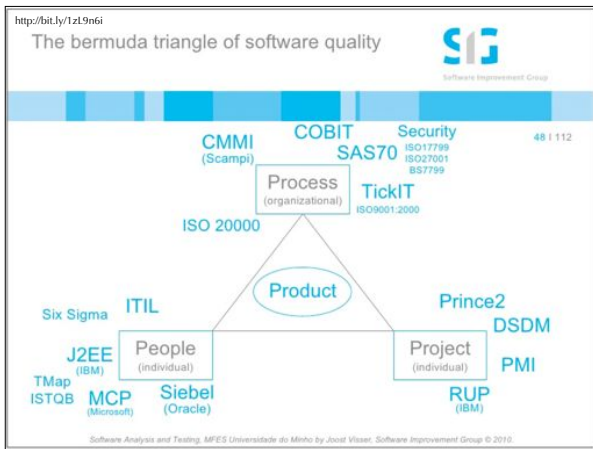 http://bit.ly/1zL9n6i
The bermuda triangle of software quality
SIG
Software Improvement Group
48 I 112
CMMI
(Scampi)
COBIT
SAS70
Security
ISO17799
ISO27001
BS7799
Process
(organizational)
TickIT
ISO9001:2000
ISO 20000
Product
Six Sigma
ITIL
Prince2
DSDM
J2EE
(IBM)
People
(individual)
Project
(individual)
PMI
TMap
ISTQB
MCP
(Microsoft)
Siebel
(Oracle)
RUP
(IBM)
Software Analysis and Testing, MFES Universidade do Minho by Joost Visser, Software Improvement Group © 2010.